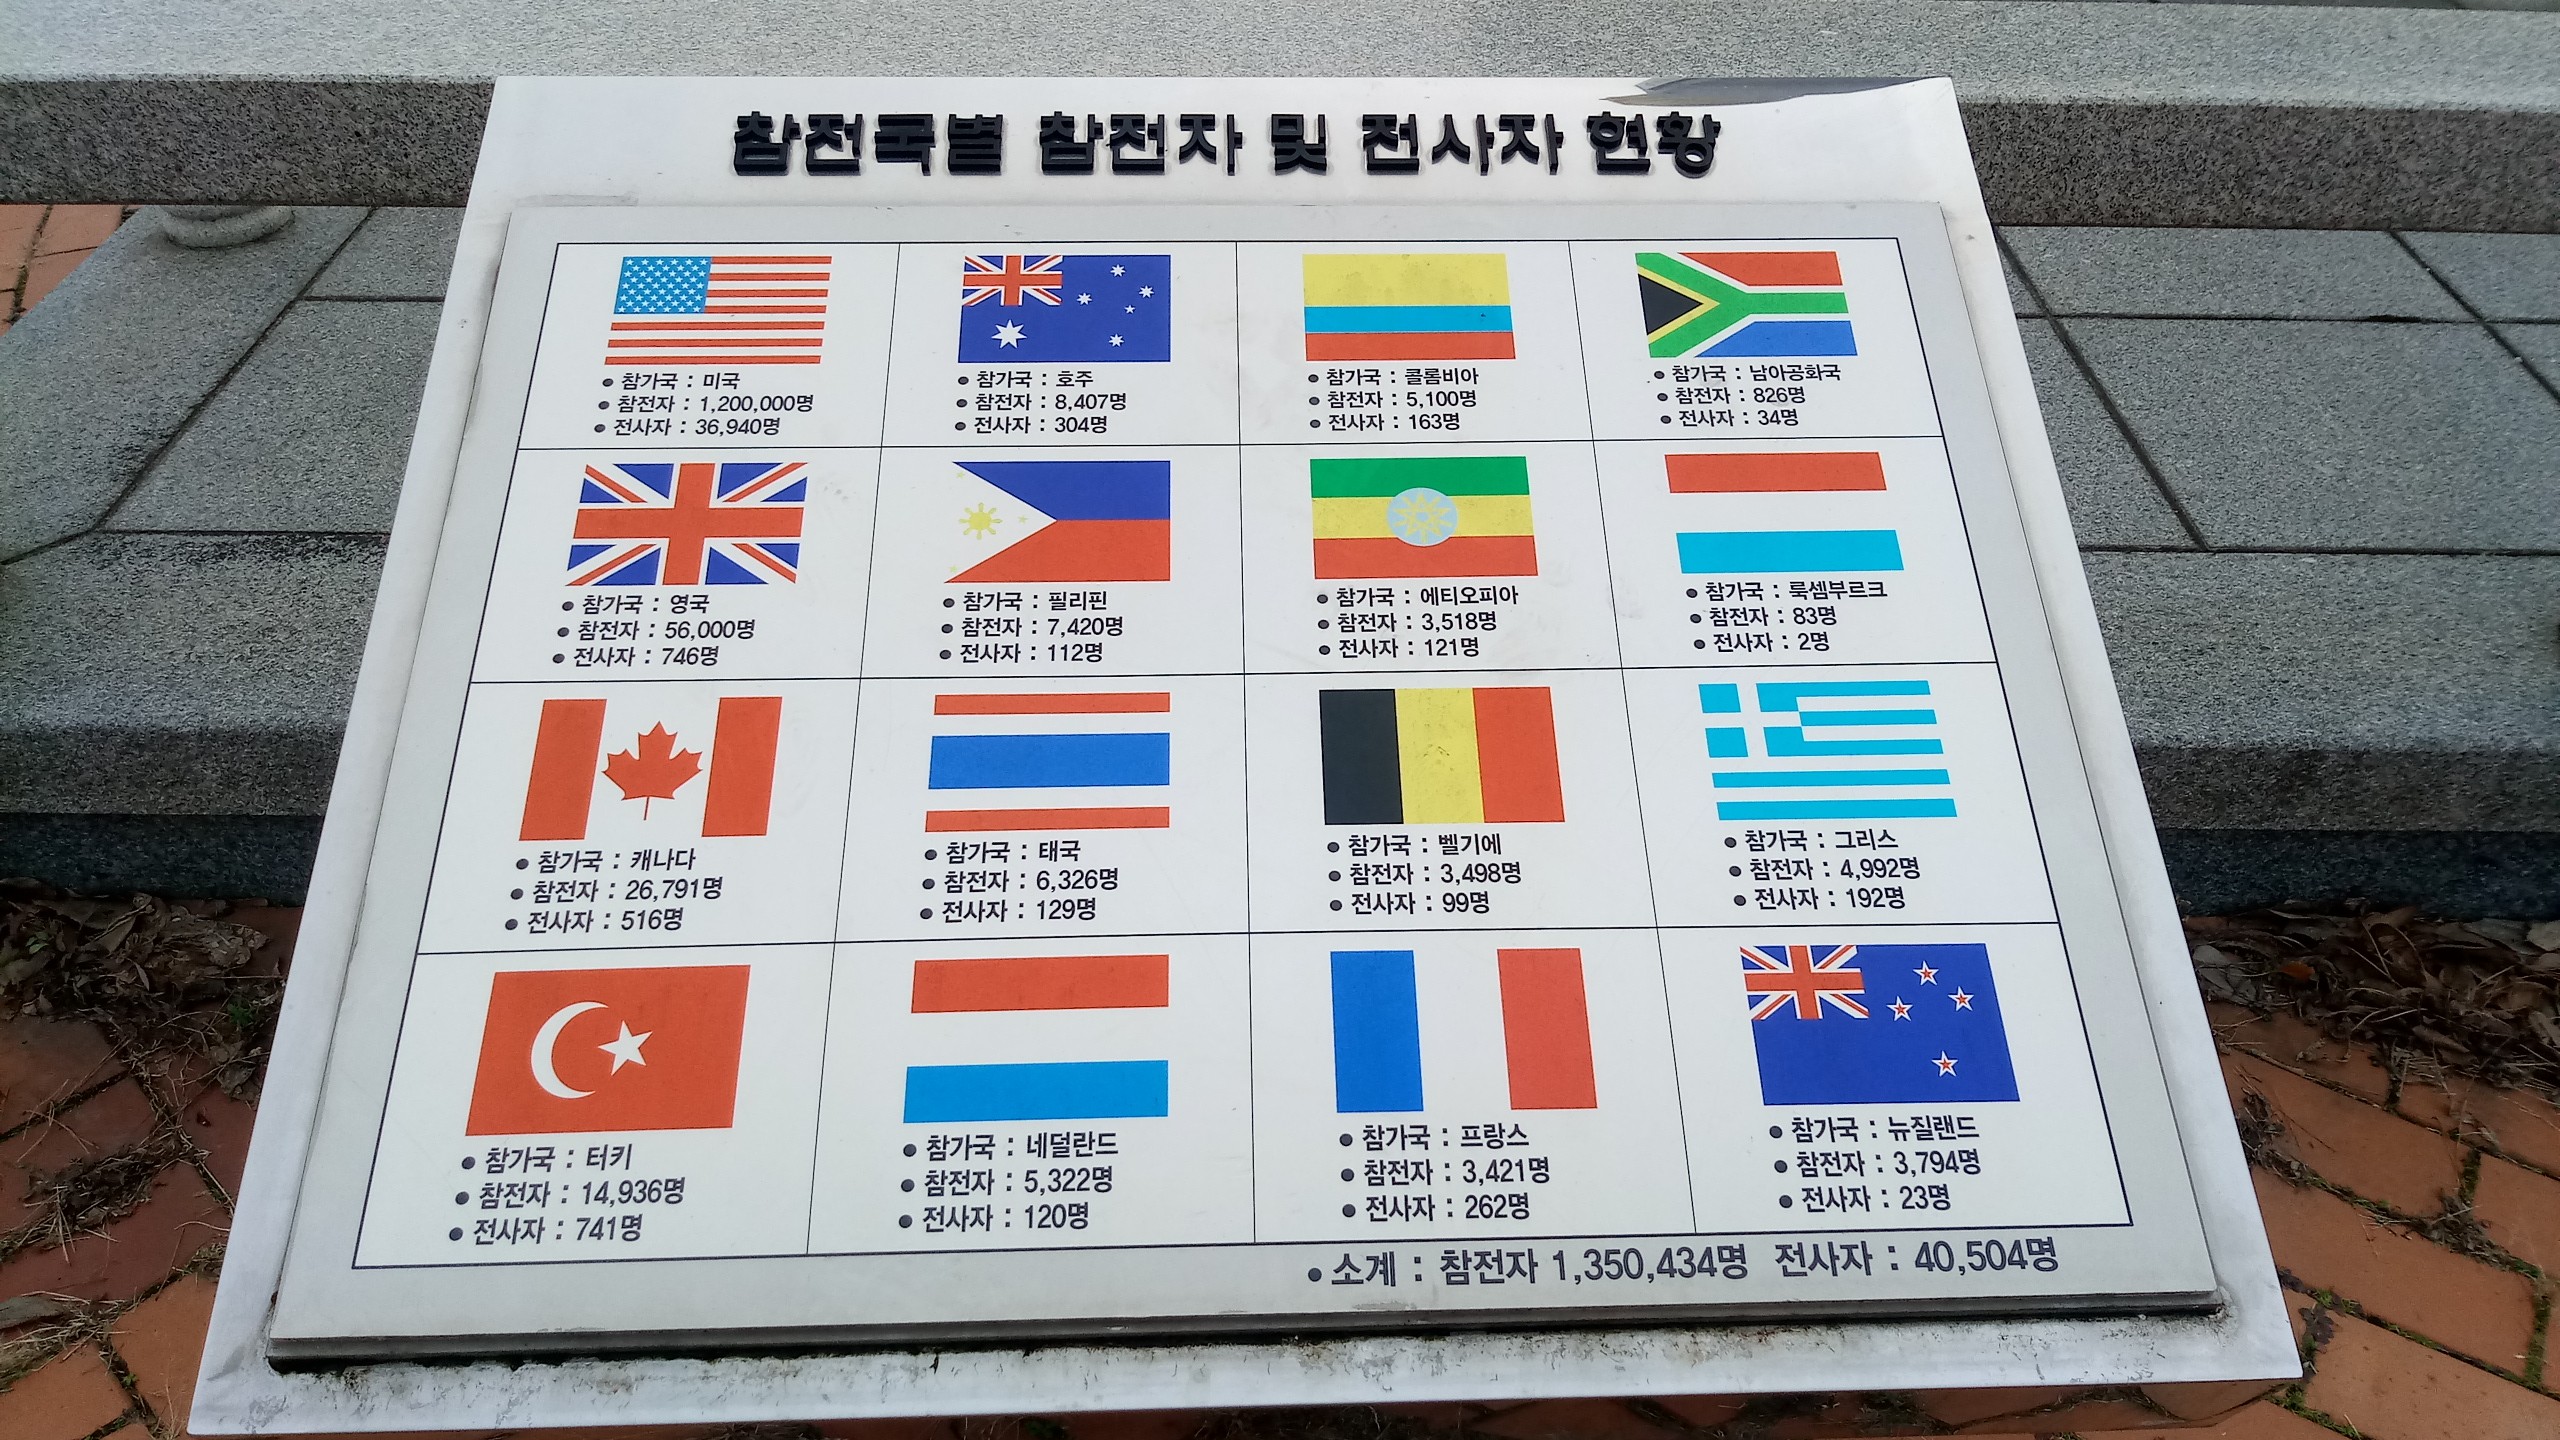 참전국별 참전자 및 전사자 현황
● 참가국 : 미국
● 참전자 : 1,200,000명
● 전사자 : 36,940명
● 참가국 : 호주
● 참전자 : 8,407명
● 전사자 : 304명
● 참가국 : 콜롬비아
● 참전자 : 5,100명
● 전사자 : 163명
● 참가국 : 남아공화국
● 참전자 : 826명
● 전사자 : 34명
● 참가국 : 영국
● 참전자 : 56,000명
● 전사자 : 746명
● 참가국 : 필리핀
● 참전자 : 7,420명
● 전사자 : 112명
● 참가국 : 에티오피아
● 참전자 : 3,518명
● 전사자 : 121명
● 참가국 : 룩셈부르크
● 참전자 : 83명
● 전사자 : 2명
● 참가국 : 캐나다
● 참전자 : 26,791명
● 전사자 : 516명
● 참가국 : 태국
● 참전자 : 6,326명
● 전사자 : 129명
● 참가국 : 벨기에
● 참전자 : 3,498명
● 전사자 : 99명
● 참가국 : 그리스
● 참전자 : 4,992명
● 전사자 : 192명
● 참가국 : 터키
● 참전자 : 14,936명
● 전사자 : 741명
● 참가국 : 네덜란드
● 참전자 : 5,322명
● 전사자 : 120명
● 참가국 : 프랑스
● 참전자 : 3,421명
● 전사자 : 262명
● 참가국 : 뉴질랜드
● 참전자 : 3,794명
● 전사자 : 23명
● 소계 : 참전자 1,350,434명 전사자 : 40,504명